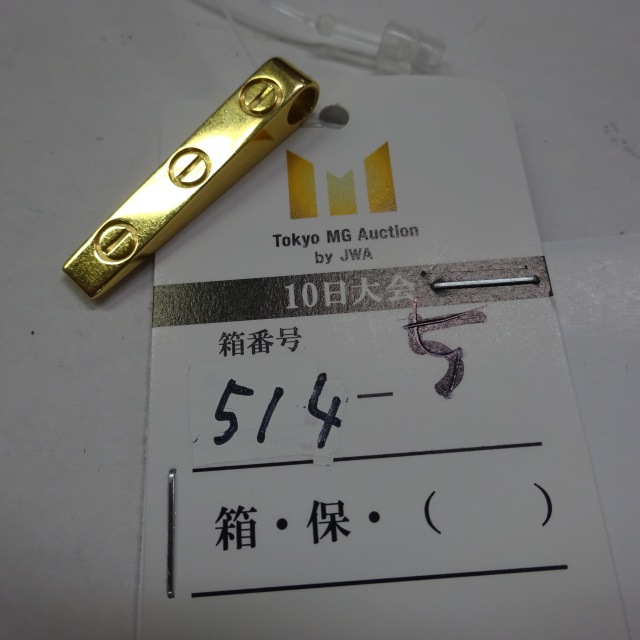 Tokyo MG Auction
by JWA
10日大会
箱番号
514-5
箱・保・(　　)